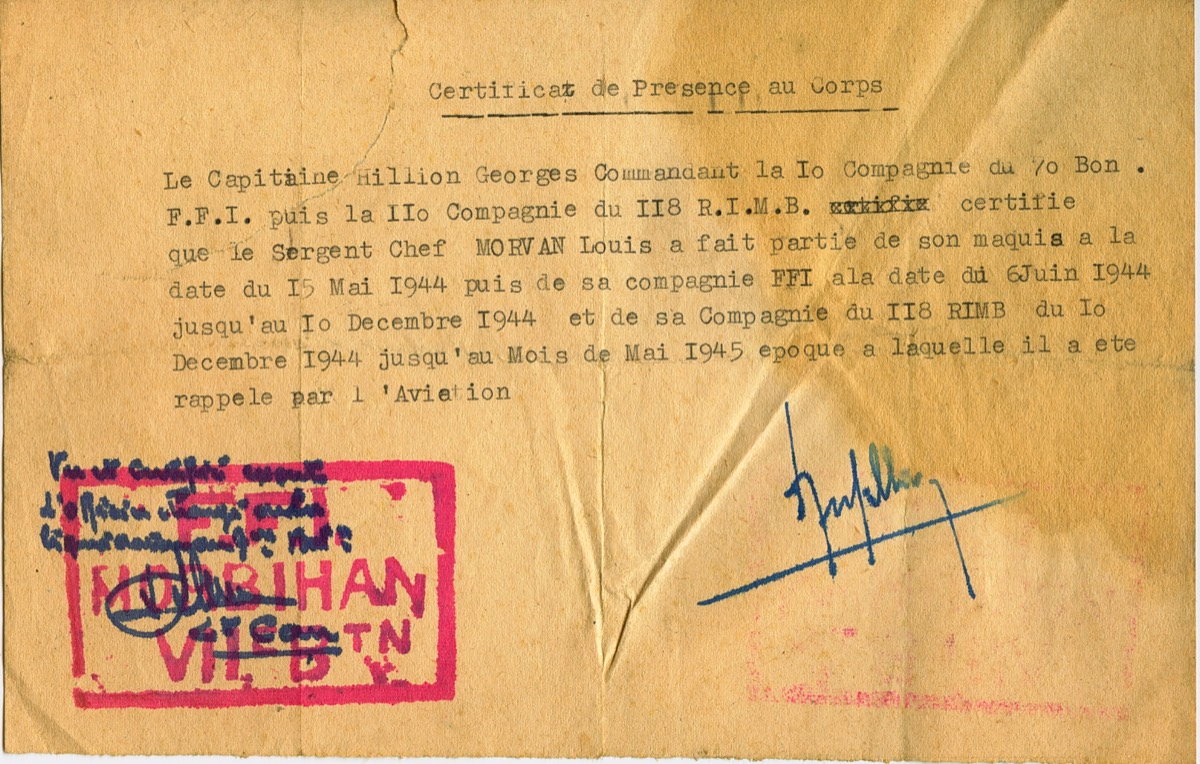 Certificat de Presence au Corps
Le Capitaine Hillion Georges Commandant la Io Compagnie du 7o Bon .
F.F.I. puis la IIo Compagnie du II8 R.I.M.B. certifie
que le Sergent Chef MORVAN Louis a fait partie de son maquis a la
date du I5 Mai I944 puis de sa compagnie FFI ala date du 6Juin I944
jusqu'au Io Decembre I944 et de sa Compagnie du II8 RIMB du Io
Decembre I944 jusqu'au Mois de Mai I945 epoque a laquelle il a ete
rappele par l 'Aviation
Vu et
d'
FFI
MORBIHAN
VII E BTN